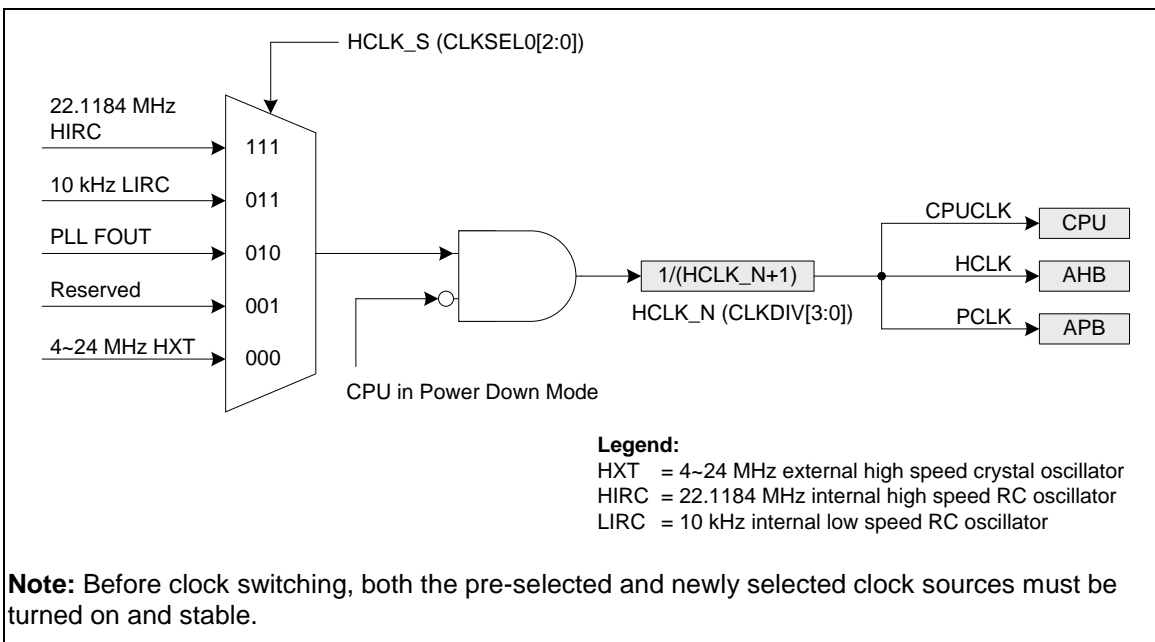 HCLK_S (CLKSEL0[2:0])
22.1184 MHz
HIRC
111
10 kHz LIRC
011
PLL FOUT
010
Reserved
001
4~24 MHz HXT
000
CPU in Power Down Mode
1/(HCLK_N+1)
HCLK_N (CLKDIV[3:0])
CPUCLK
CPU
HCLK
AHB
PCLK
APB
Legend:
HXT = 4~24 MHz external high speed crystal oscillator
HIRC = 22.1184 MHz internal high speed RC oscillator
LIRC = 10 kHz internal low speed RC oscillator
Note: Before clock switching, both the pre-selected and newly selected clock sources must be
turned on and stable.